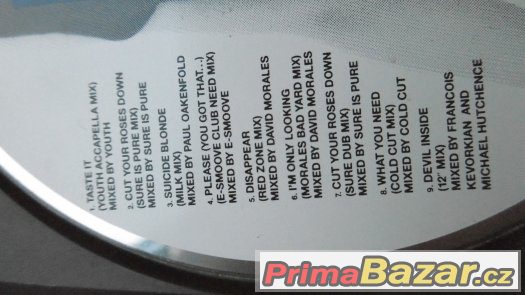 1. TASTE IT
(YOUTH ACCAPELLA MIX)
MIXED BY YOUTH
2. CUT YOUR ROSES DOWN
(SURE IS PURE MIX)
MIXED BY SURE IS PURE
3. SUICIDE BLONDE
(MILK MIX)
MIXED BY PAUL OAKENFOLD
4. PLEASE (YOU GOT THAT...)
(E-SMOOVE CLUB NEED MIX)
MIXED BY E-SMOOVE
5. DISAPPEAR
(RED ZONE MIX)
MIXED BY DAVID MORALES
6. I'M ONLY LOOKING
(MORALES BAD YARD MIX)
MIXED BY DAVID MORALES
7. CUT YOUR ROSES DOWN
(SURE DUB MIX)
MIXED BY SURE IS PURE
8. WHAT YOU NEED
(COLD CUT MIX)
MIXED BY COLD CUT
9. DEVIL INSIDE
(12' MIX)
MIXED BY FRANCOIS
KEVORKIAN AND
MICHAEL HUTCHENCE
PrimaBazar.cz